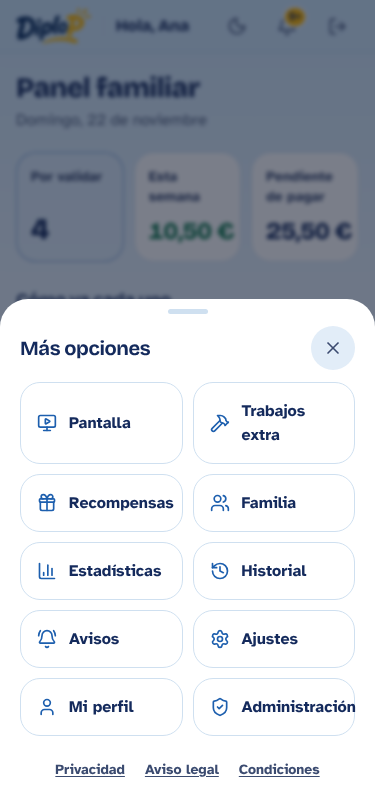 DiploP
Hola, Ana
9+
Panel familiar
Domingo, 22 de noviembre
Por validar
4
Esta
semana
10,50 €
Pendiente
de pagar
25,50 €
Más opciones
Pantalla
Trabajos
extra
Recompensas
Familia
Estadísticas
Historial
Avisos
Ajustes
Mi perfil
Administración
Privacidad Aviso legal Condiciones